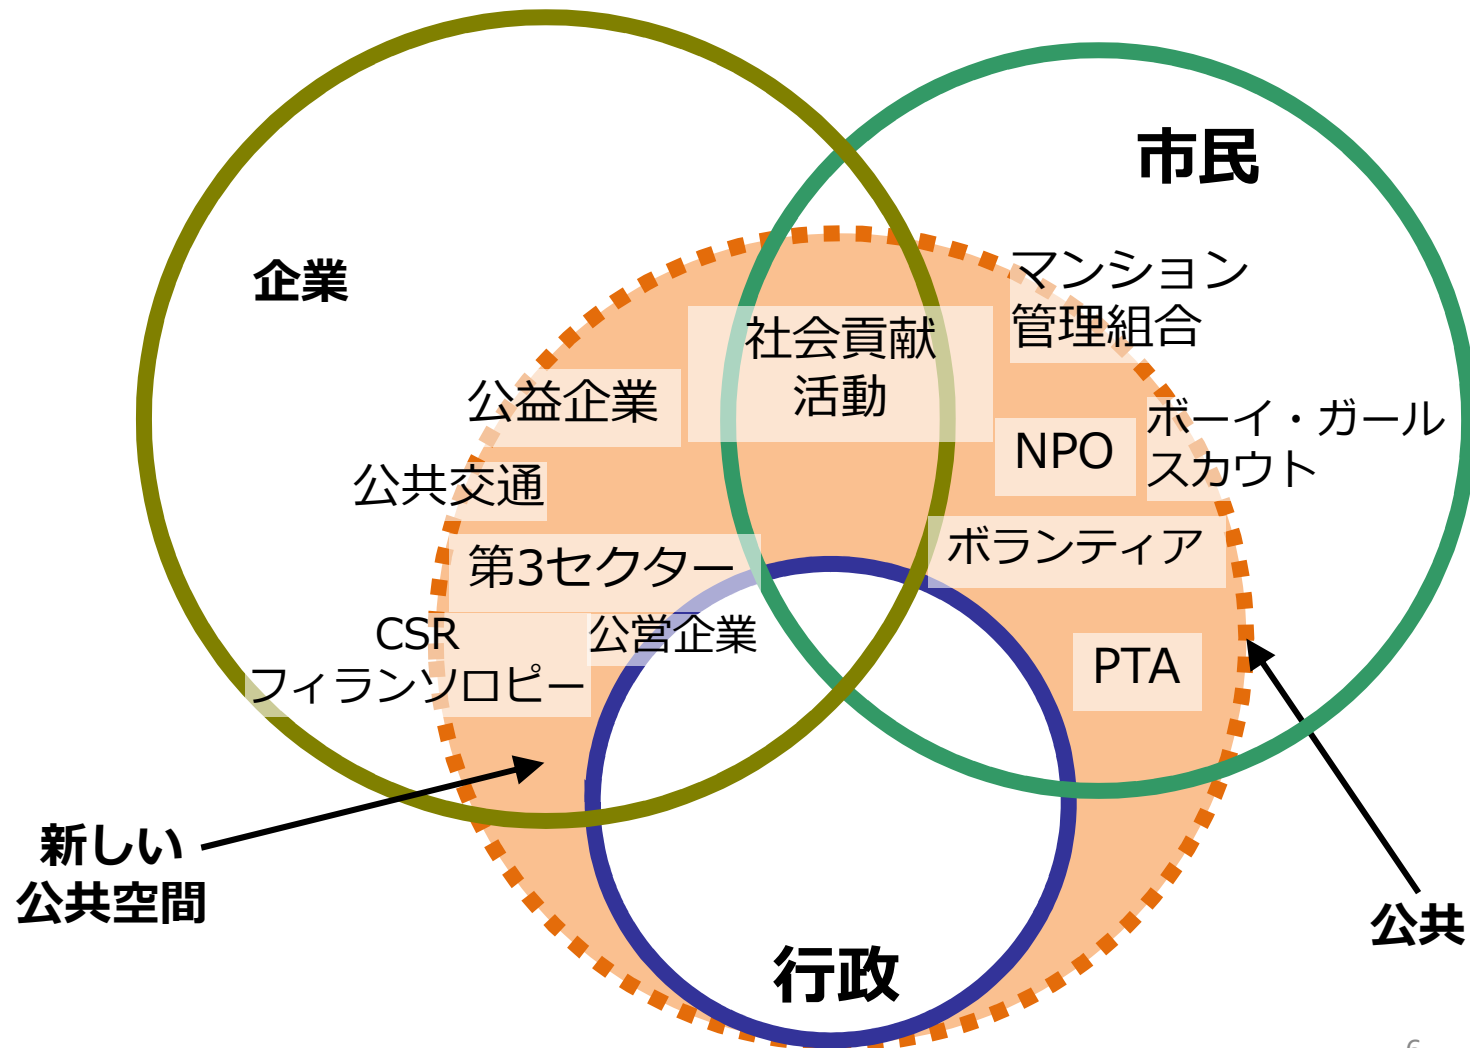 市民
企業
マンション
管理組合
社会貢献
活動
公益企業
ボーイ・ガール
スカウト
NPO
公共交通
ボランティア
第3セクター
CSR
フィランソロピー
公営企業
PTA
新しい
公共空間
公共
行政